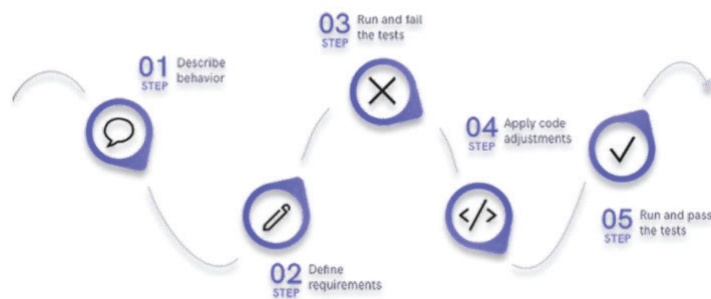 01 Describe
STEP behavior
02 Define
STEP requirements
03 Run and fail
STEP the tests
04 Apply code
STEP adjustments
</>
05 Run and pass
STEP the tests